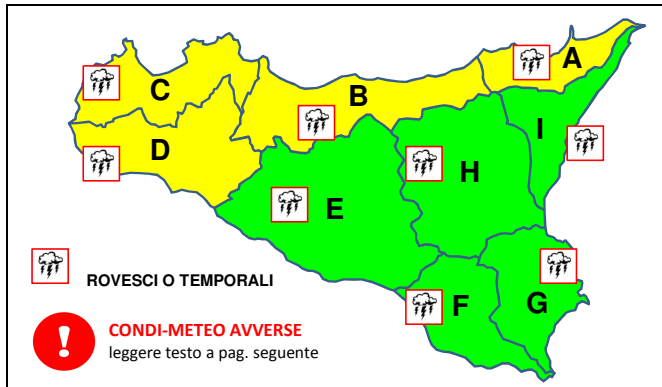 A
C
B
I
D
H
E
F
G
ROVESCI O TEMPORALI
CONDI-METEO AVVERSE
leggere testo a pag. seguente